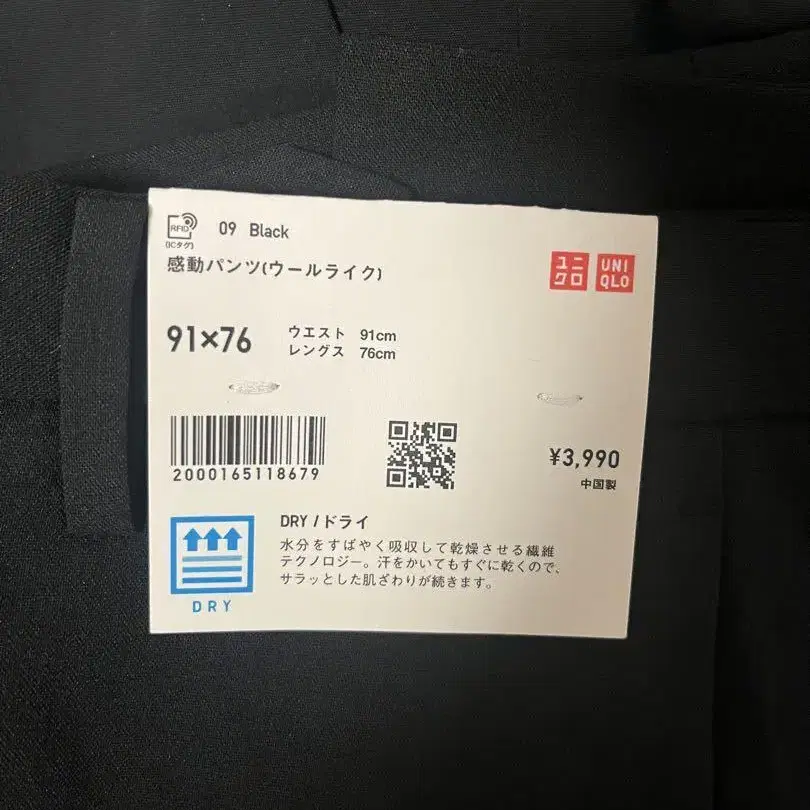 RFID
(ICタグ)
09 Black
感動パンツ(ウールライク)
ユニ
クロ
UNI
QLO
91×76
ウエスト 91cm
レングス 76cm
2000165118679
¥3,990
中国製
DRY
DRY / ドライ
水分をすばやく吸収して乾燥させる繊維
テクノロジー。汗をかいてもすぐに乾くので、
サラッとした肌ざわりが続きます。